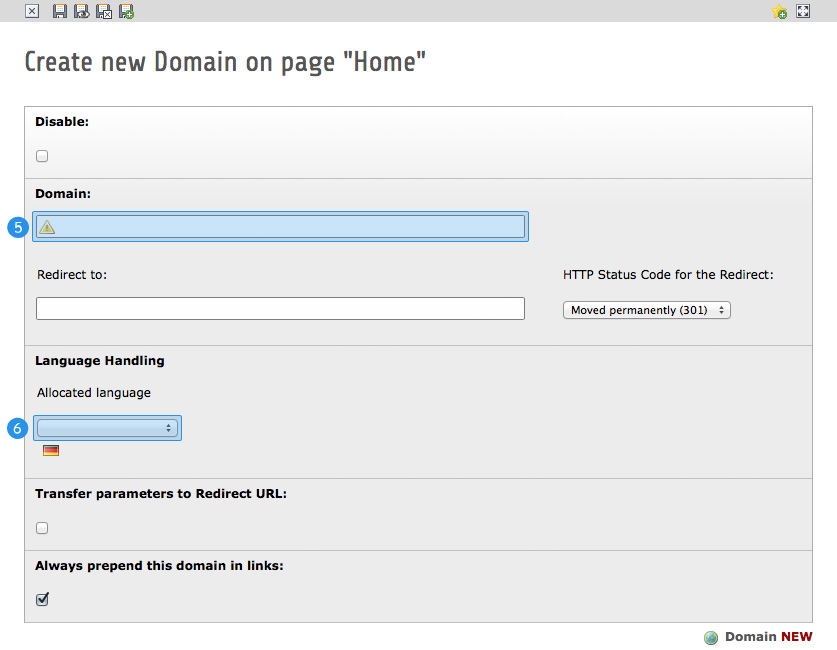 Create new Domain on page "Home"
Disable:
Domain:
5
Redirect to:
HTTP Status Code for the Redirect:
Moved permanently (301)
Language Handling
Allocated language
6
Transfer parameters to Redirect URL:
Always prepend this domain in links:
Domain NEW